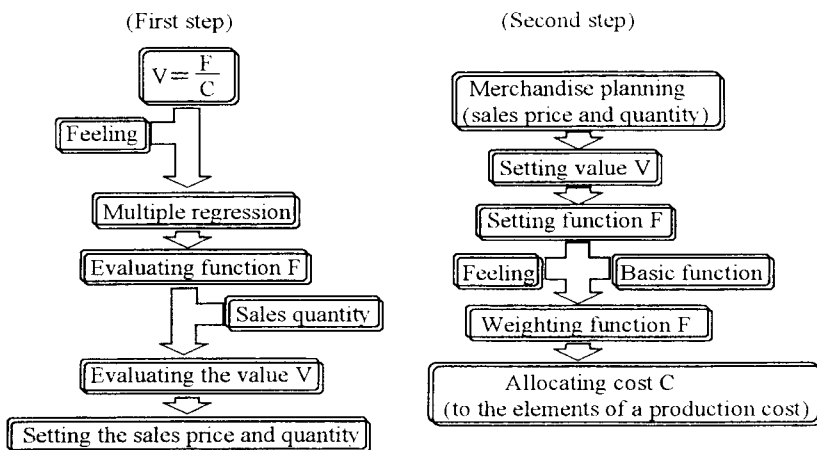 (First step)
V = F/C
Feeling
Multiple regression
Evaluating function F
Sales quantity
Evaluating the value V
Setting the sales price and quantity
(Second step)
Merchandise planning
(sales price and quantity)
Setting value V
Setting function F
Feeling
Basic function
Weighting function F
Allocating cost C
(to the elements of a production cost)